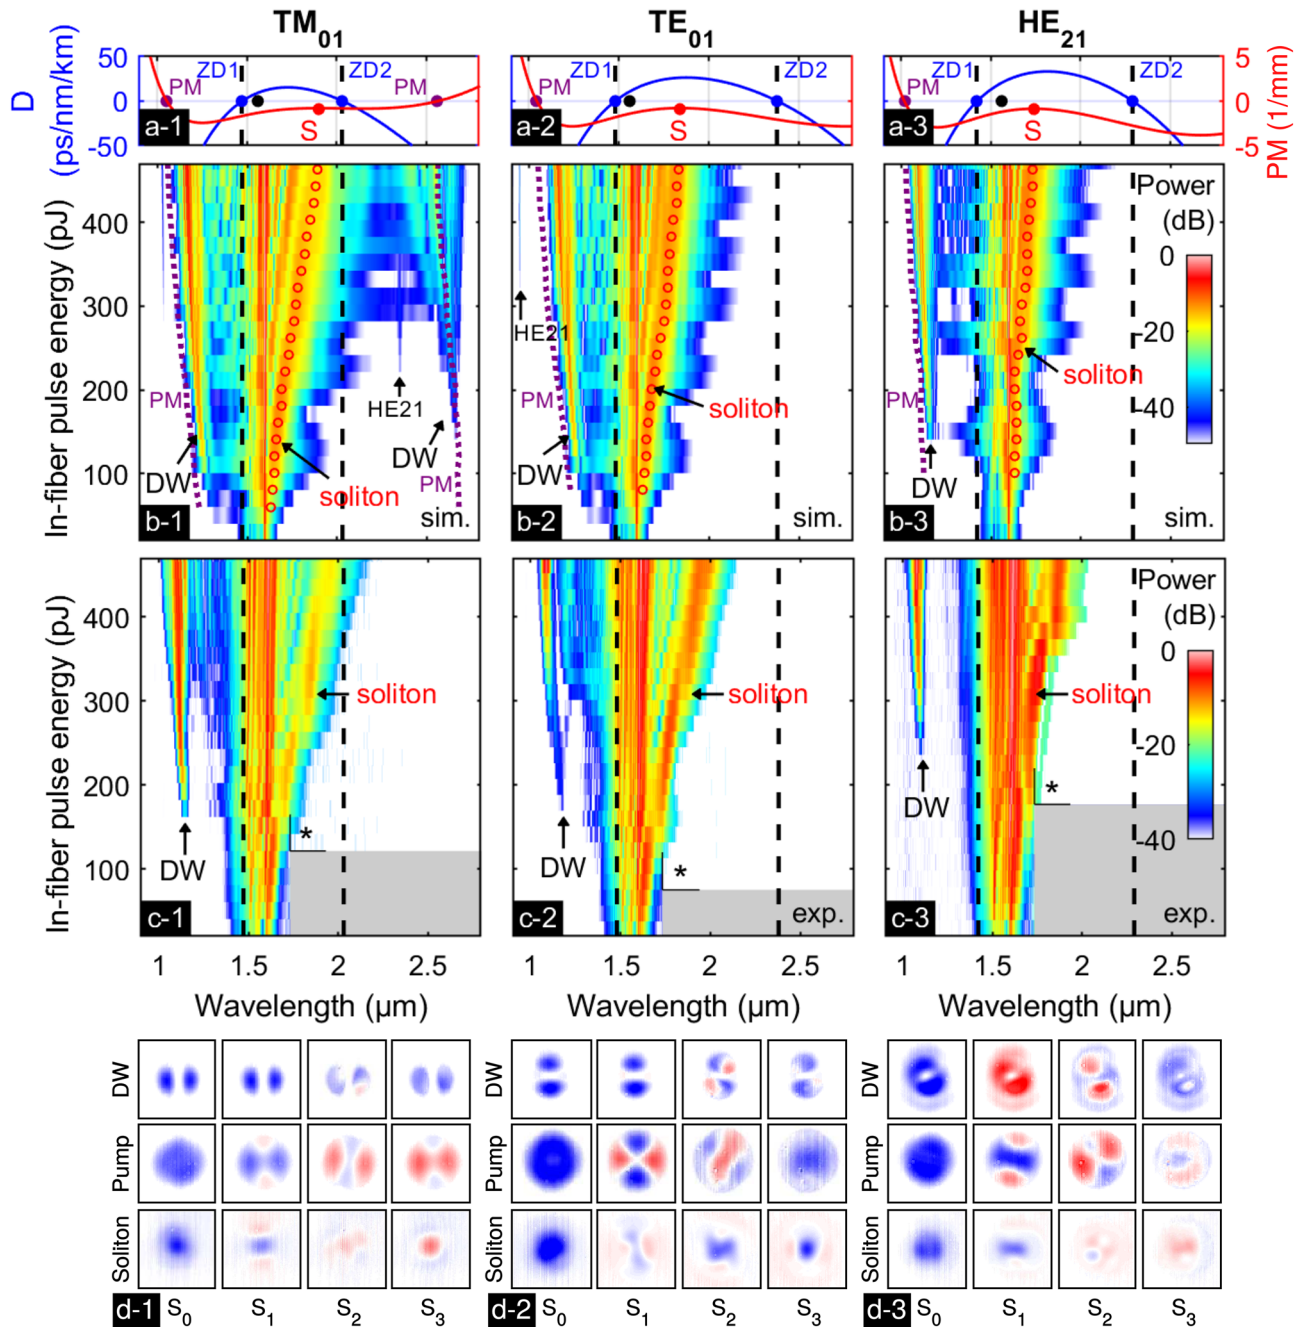 TM01
TE01
HE21
50
0
-50
D
(ps/nm/km)
PM
ZD1
ZD2
PM
S
a-1
PM
ZD1
ZD2
S
a-2
PM
ZD1
ZD2
S
a-3
5
0
-5
PM (1/mm)
In-fiber pulse energy (pJ)
400
300
200
100
PM
DW
soliton
HE21
DW
PM
b-1
sim.
HE21
PM
DW
soliton
b-2
sim.
Power
(dB)
0
-20
-40
PM
DW
soliton
b-3
sim.
In-fiber pulse energy (pJ)
400
300
200
100
soliton
DW
*
c-1
soliton
DW
*
c-2
exp.
Power
(dB)
0
-20
-40
soliton
DW
*
c-3
exp.
1 1.5 2 2.5
1 1.5 2 2.5
1 1.5 2 2.5
Wavelength (µm)
Wavelength (µm)
Wavelength (µm)
DW
Pump
Soliton
d-1 S0 S1 S2 S3
DW
Pump
Soliton
d-2 S0 S1 S2 S3
DW
Pump
Soliton
d-3 S0 S1 S2 S3